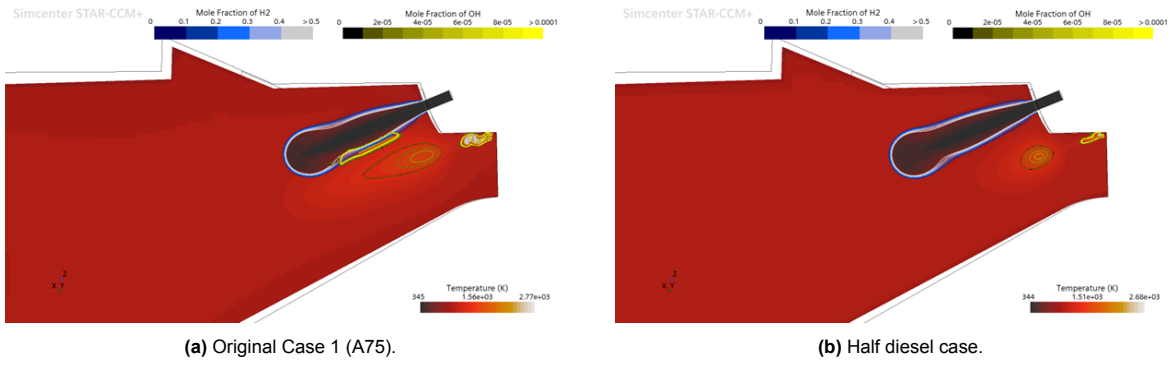 Simcenter STAR-CCM+
Mole Fraction of H2
0 0.1 0.2 0.3 0.4 > 0.5
Mole Fraction of OH
0 2e-05 4e-05 6e-05 8e-05 > 0.0001
Z
X Y
Temperature (K)
345 1.56e+03 2.77e+03
(a) Original Case 1 (A75).
Simcenter STAR-CCM+
Mole Fraction of H2
0 0.1 0.2 0.3 0.4 > 0.5
Mole Fraction of OH
0 2e-05 4e-05 6e-05 8e-05 > 0.0001
Z
X Y
Temperature (K)
344 1.51e+03 2.68e+03
(b) Half diesel case.